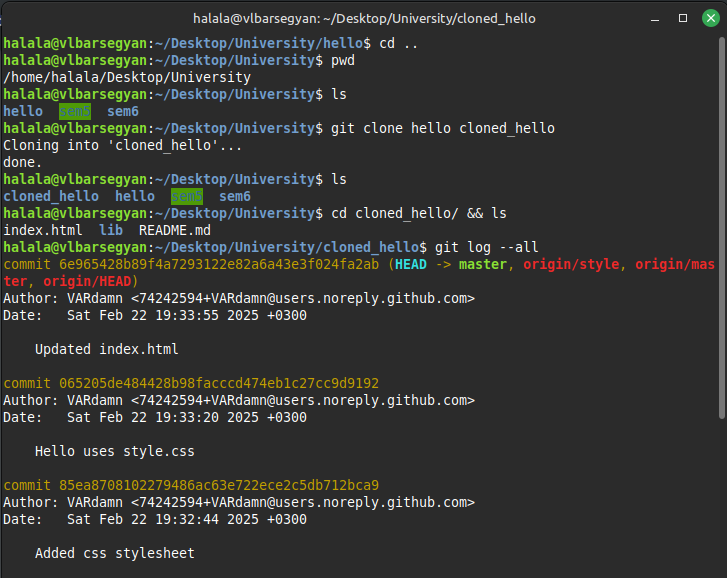 halala@vlbarsegyan: ~/Desktop/University/cloned_hello
halala@vlbarsegyan:~/Desktop/University/hello$ cd ..
halala@vlbarsegyan:~/Desktop/University$ pwd
/home/halala/Desktop/University
halala@vlbarsegyan:~/Desktop/University$ ls
hello  sem5  sem6
halala@vlbarsegyan:~/Desktop/University$ git clone hello cloned_hello
Cloning into 'cloned_hello'...
done.
halala@vlbarsegyan:~/Desktop/University$ ls
cloned_hello  hello  sem5  sem6
halala@vlbarsegyan:~/Desktop/University$ cd cloned_hello/ && ls
index.html  lib  README.md
halala@vlbarsegyan:~/Desktop/University/cloned_hello$ git log --all
commit 6e965428b89f4a7293122e82a6a43e3f024fa2ab (HEAD -> master, origin/style, origin/mas
ter, origin/HEAD)
Author: VARdamn <74242594+VARdamn@users.noreply.github.com>
Date:   Sat Feb 22 19:33:55 2025 +0300
    Updated index.html
commit 065205de484428b98facccd474eb1c27cc9d9192
Author: VARdamn <74242594+VARdamn@users.noreply.github.com>
Date:   Sat Feb 22 19:33:20 2025 +0300
    Hello uses style.css
commit 85ea8708102279486ac63e722ece2c5db712bca9
Author: VARdamn <74242594+VARdamn@users.noreply.github.com>
Date:   Sat Feb 22 19:32:44 2025 +0300
    Added css stylesheet